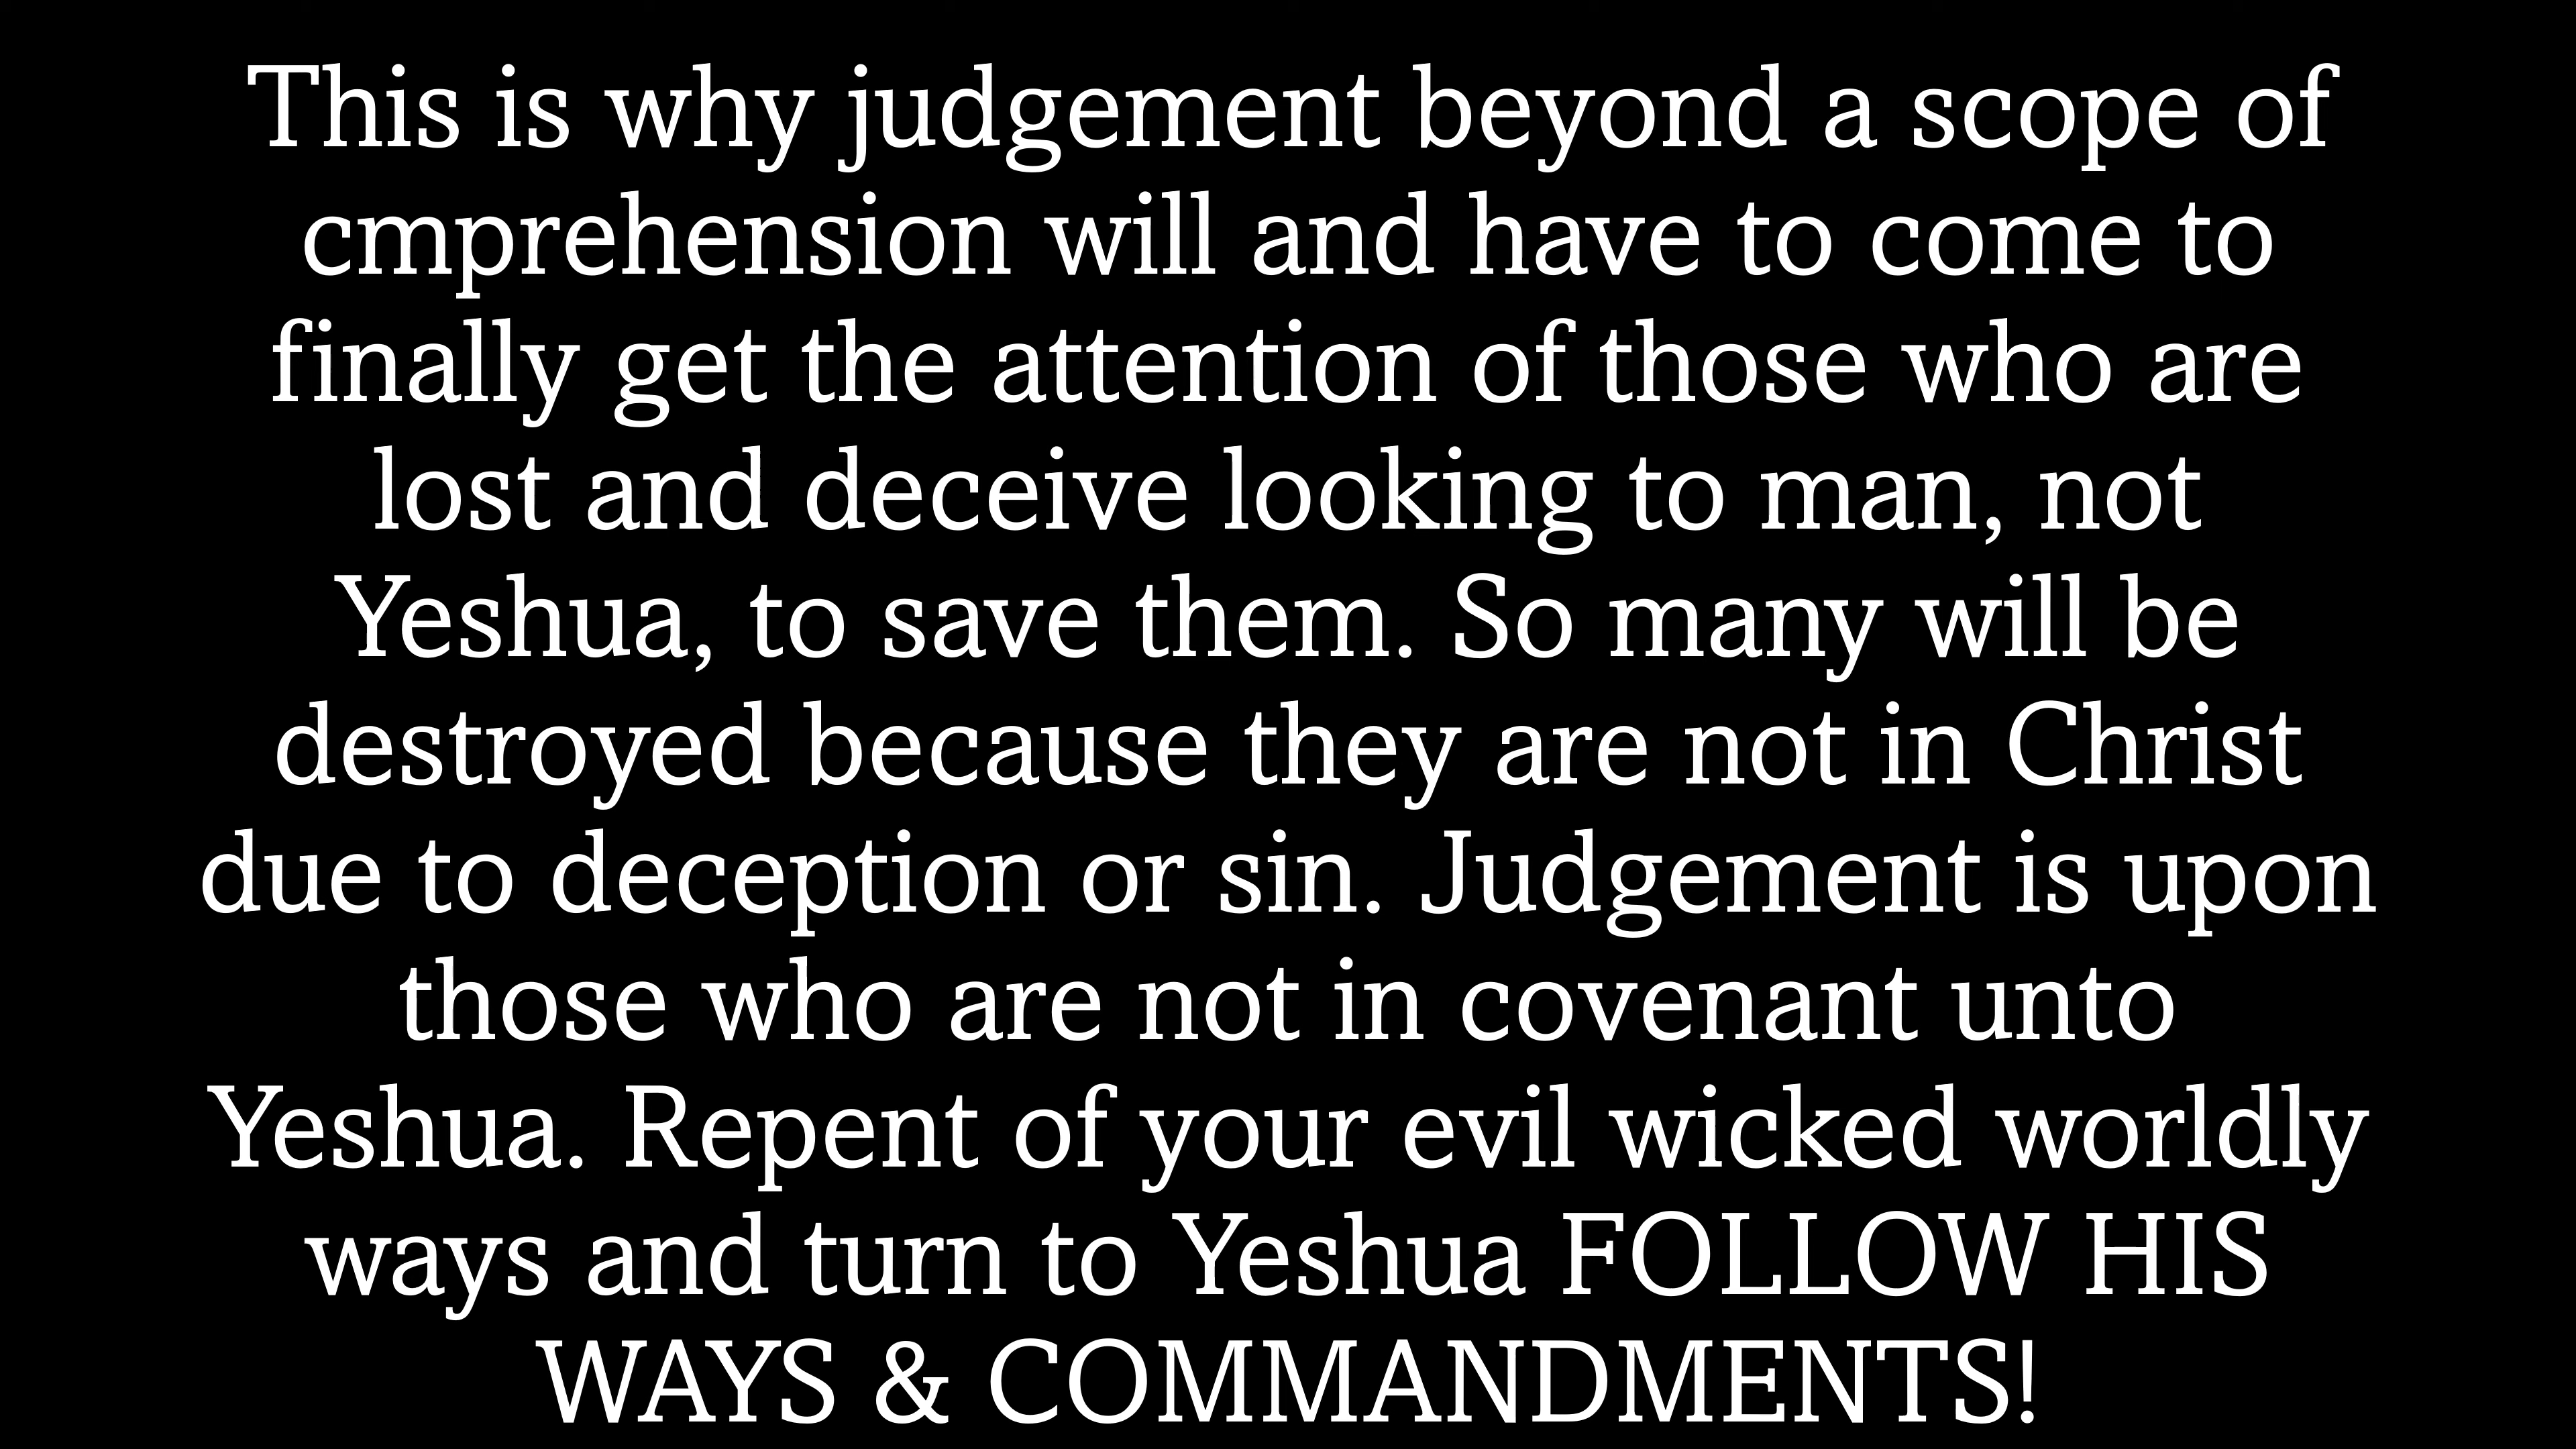 This is why judgement beyond a scope of
cmprehension will and have to come to
finally get the attention of those who are
lost and deceive looking to man, not
Yeshua, to save them. So many will be
destroyed because they are not in Christ
due to deception or sin. Judgement is upon
those who are not in covenant unto
Yeshua. Repent of your evil wicked worldly
ways and turn to Yeshua FOLLOW HIS
WAYS & COMMANDMENTS!